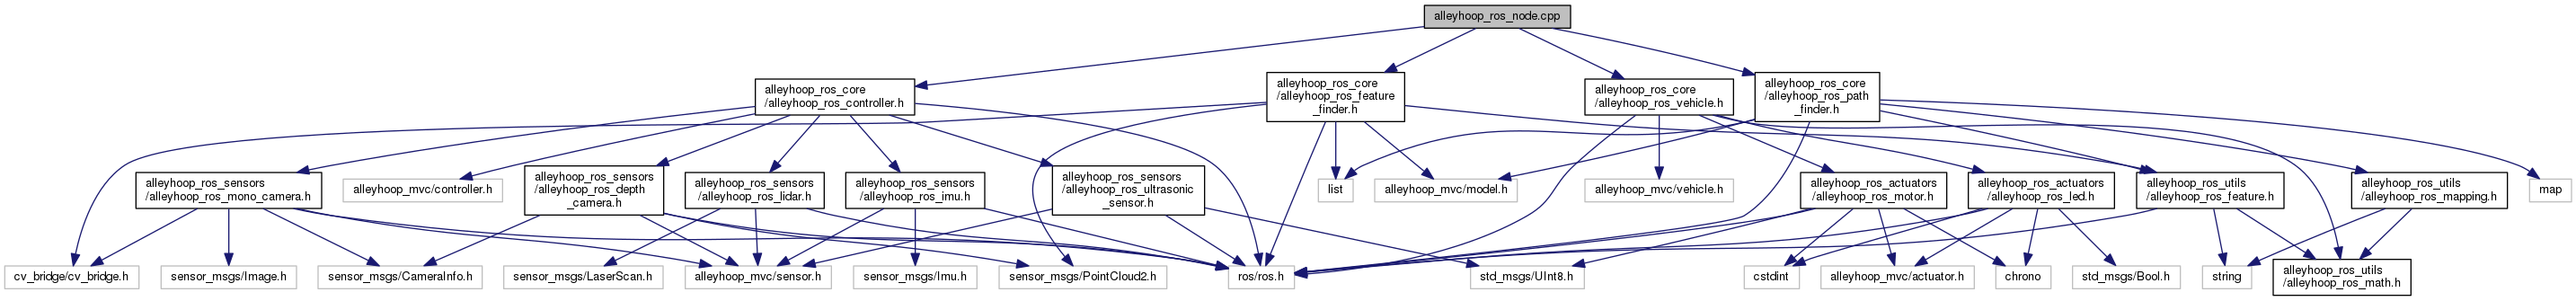 alleyhoop_ros_node.cpp
alleyhoop_ros_core
/alleyhoop_ros_controller.h
alleyhoop_ros_core
/alleyhoop_ros_feature
_finder.h
alleyhoop_ros_core
/alleyhoop_ros_vehicle.h
alleyhoop_ros_core
/alleyhoop_ros_path
_finder.h
alleyhoop_ros_sensors
/alleyhoop_ros_mono_camera.h
alleyhoop_mvc/controller.h
alleyhoop_ros_sensors
/alleyhoop_ros_depth
_camera.h
alleyhoop_ros_sensors
/alleyhoop_ros_lidar.h
alleyhoop_ros_sensors
/alleyhoop_ros_imu.h
alleyhoop_ros_sensors
/alleyhoop_ros_ultrasonic
_sensor.h
list
alleyhoop_mvc/model.h
alleyhoop_mvc/vehicle.h
alleyhoop_ros_actuators
/alleyhoop_ros_motor.h
alleyhoop_ros_actuators
/alleyhoop_ros_led.h
alleyhoop_ros_utils
/alleyhoop_ros_feature.h
alleyhoop_ros_utils
/alleyhoop_ros_mapping.h
map
cv_bridge/cv_bridge.h
sensor_msgs/Image.h
sensor_msgs/CameraInfo.h
sensor_msgs/LaserScan.h
alleyhoop_mvc/sensor.h
sensor_msgs/Imu.h
sensor_msgs/PointCloud2.h
ros/ros.h
std_msgs/UInt8.h
cstdint
alleyhoop_mvc/actuator.h
chrono
std_msgs/Bool.h
string
alleyhoop_ros_utils
/alleyhoop_ros_math.h